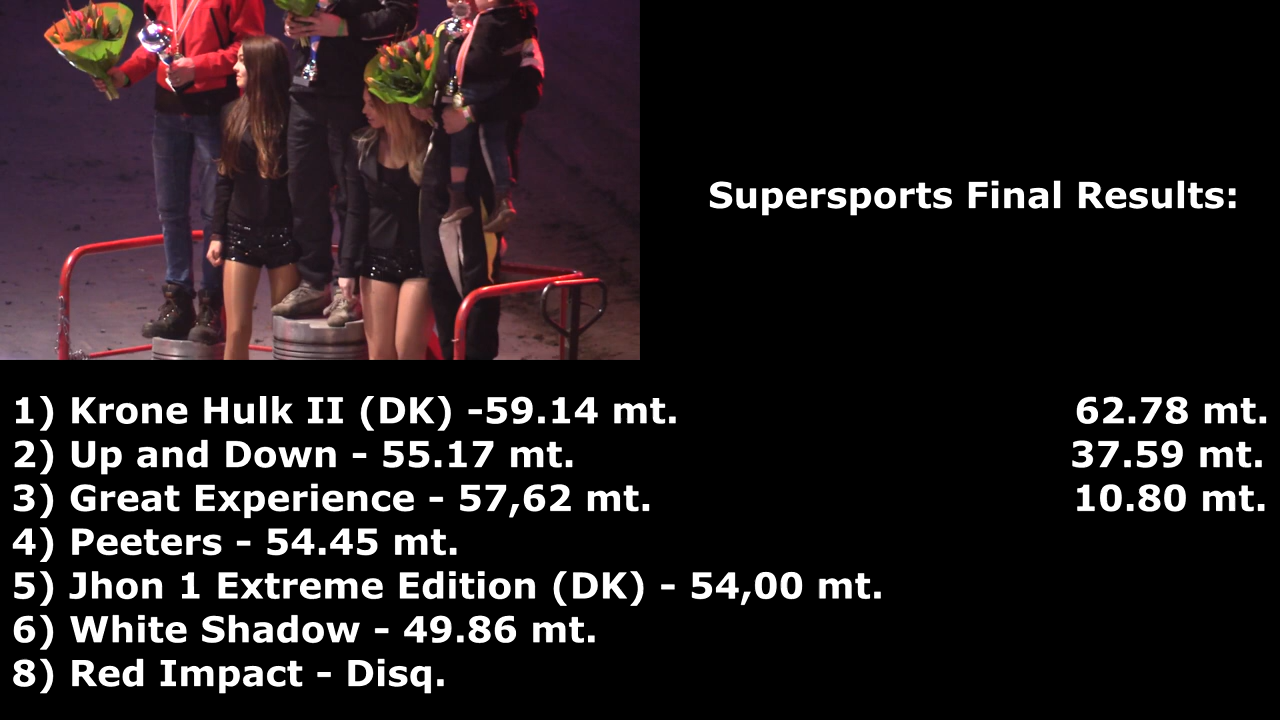 Supersports Final Results:
1) Krone Hulk II (DK) -59.14 mt. 62.78 mt.
2) Up and Down - 55.17 mt. 37.59 mt.
3) Great Experience - 57,62 mt. 10.80 mt.
4) Peeters - 54.45 mt.
5) Jhon 1 Extreme Edition (DK) - 54,00 mt.
6) White Shadow - 49.86 mt.
8) Red Impact - Disq.